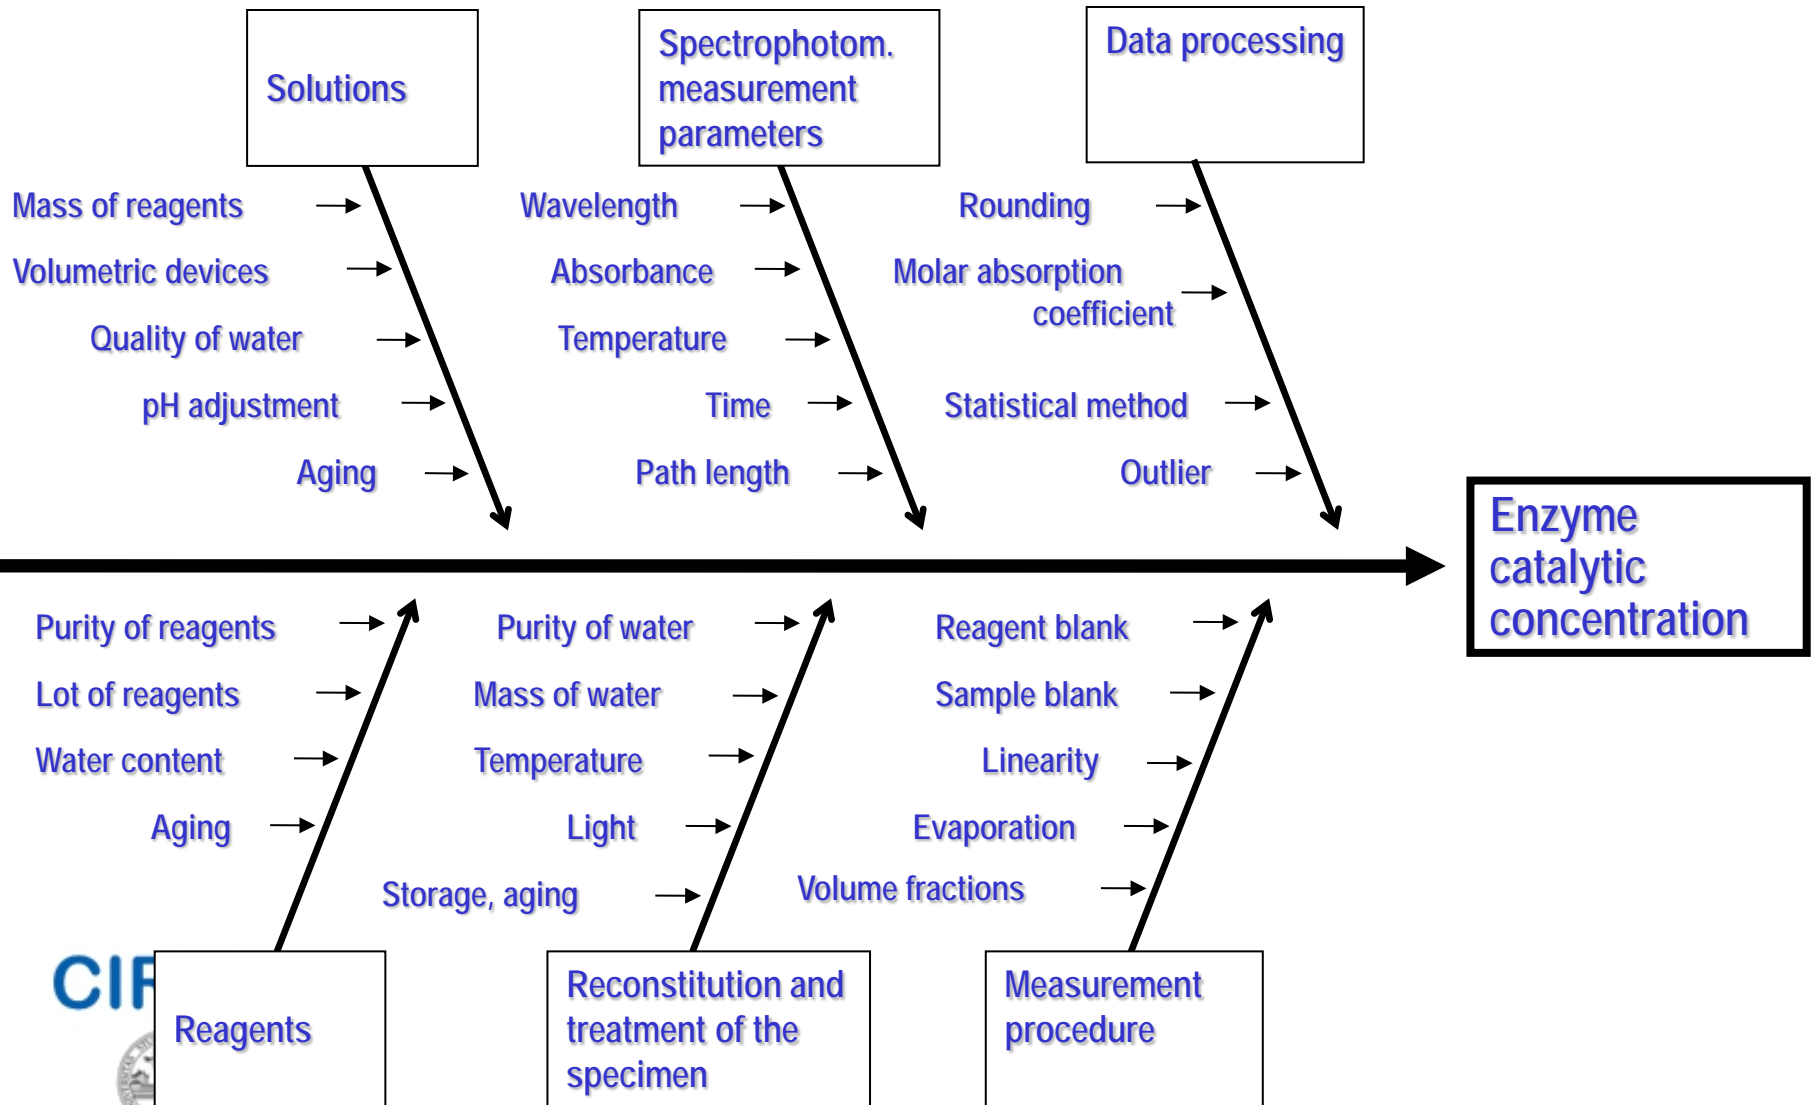 Solutions
Spectrophotom.
measurement
parameters
Data processing
Mass of reagents
Volumetric devices
Quality of water
pH adjustment
Aging
Wavelength
Absorbance
Temperature
Time
Path length
Rounding
Molar absorption
coefficient
Statistical method
Outlier
Enzyme
catalytic
concentration
Purity of reagents
Lot of reagents
Water content
Aging
Purity of water
Mass of water
Temperature
Light
Storage, aging
Reagent blank
Sample blank
Linearity
Evaporation
Volume fractions
Reagents
Reconstitution and
treatment of the
specimen
Measurement
procedure